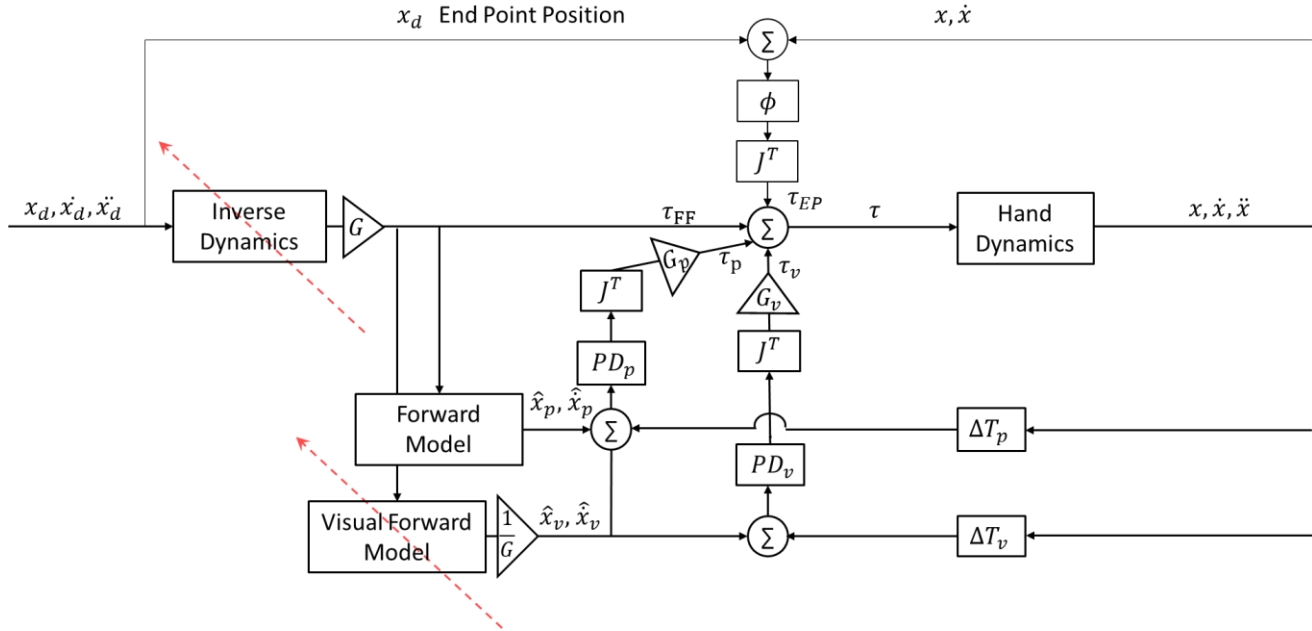 x_d End Point Position
x, ẋ
Σ
ϕ
J^T
τ_EP
x_d, ẋ_d, ẍ_d
Inverse
Dynamics
G
τ_FF
Σ
τ
Hand
Dynamics
x, ẋ, ẍ
G_p
τ_p
τ_v
J^T
G_v
PD_p
J^T
Forward
Model
x̂_p, ẋ̂_p
Σ
ΔT_p
PD_v
Visual Forward
Model
1/G
x̂_v, ẋ̂_v
Σ
ΔT_v